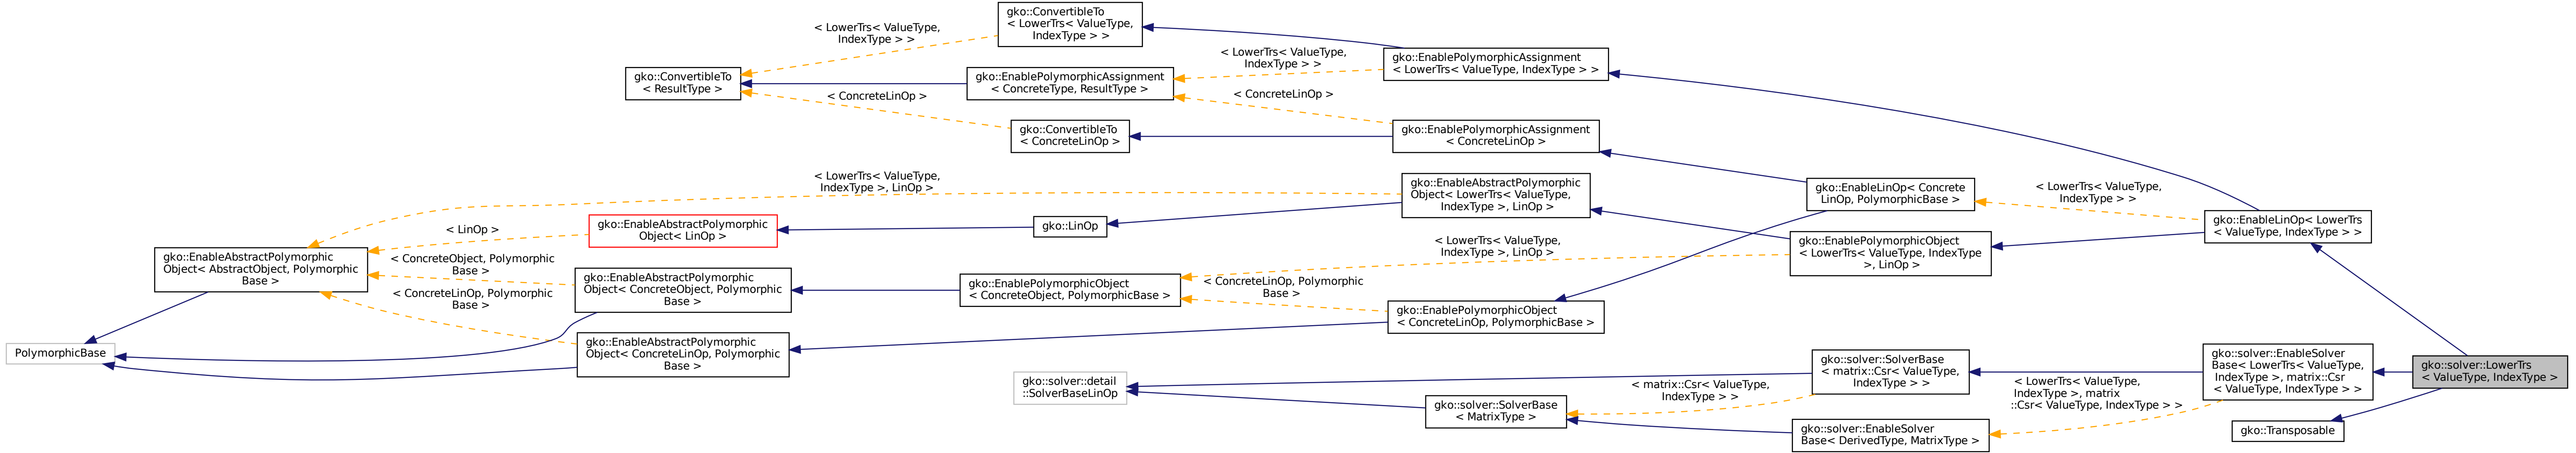 gko::ConvertibleTo
< LowerTrs< ValueType,
IndexType > >
< LowerTrs< ValueType,
IndexType > >
gko::ConvertibleTo
< ResultType >
gko::EnablePolymorphicAssignment
< ConcreteType, ResultType >
< LowerTrs< ValueType,
IndexType > >
gko::EnablePolymorphicAssignment
< LowerTrs< ValueType, IndexType > >
< ConcreteLinOp >
< ConcreteLinOp >
gko::ConvertibleTo
< ConcreteLinOp >
gko::EnablePolymorphicAssignment
< ConcreteLinOp >
< LowerTrs< ValueType,
IndexType >, LinOp >
gko::EnableAbstractPolymorphic
Object< LowerTrs< ValueType,
IndexType >, LinOp >
gko::EnableLinOp< Concrete
LinOp, PolymorphicBase >
< LowerTrs< ValueType,
IndexType > >
gko::EnableLinOp< LowerTrs
< ValueType, IndexType > >
< LinOp >
gko::EnableAbstractPolymorphic
Object< LinOp >
gko::LinOp
gko::EnablePolymorphicObject
< LowerTrs< ValueType, IndexType
>, LinOp >
< LowerTrs< ValueType,
IndexType >, LinOp >
gko::EnableAbstractPolymorphic
Object< AbstractObject, Polymorphic
Base >
< ConcreteObject, Polymorphic
Base >
gko::EnableAbstractPolymorphic
Object< ConcreteObject, Polymorphic
Base >
gko::EnablePolymorphicObject
< ConcreteObject, PolymorphicBase >
< ConcreteLinOp, Polymorphic
Base >
< ConcreteLinOp, Polymorphic
Base >
gko::EnablePolymorphicObject
< ConcreteLinOp, PolymorphicBase >
PolymorphicBase
gko::EnableAbstractPolymorphic
Object< ConcreteLinOp, Polymorphic
Base >
gko::solver::detail
::SolverBaseLinOp
gko::solver::SolverBase
< matrix::Csr< ValueType,
IndexType > >
< matrix::Csr< ValueType,
IndexType > >
gko::solver::SolverBase
< MatrixType >
gko::solver::EnableSolver
Base< DerivedType, MatrixType >
< LowerTrs< ValueType,
IndexType >, matrix
::Csr< ValueType, IndexType > >
gko::solver::EnableSolver
Base< LowerTrs< ValueType,
IndexType >, matrix::Csr
< ValueType, IndexType > >
gko::solver::LowerTrs
< ValueType, IndexType >
gko::Transposable